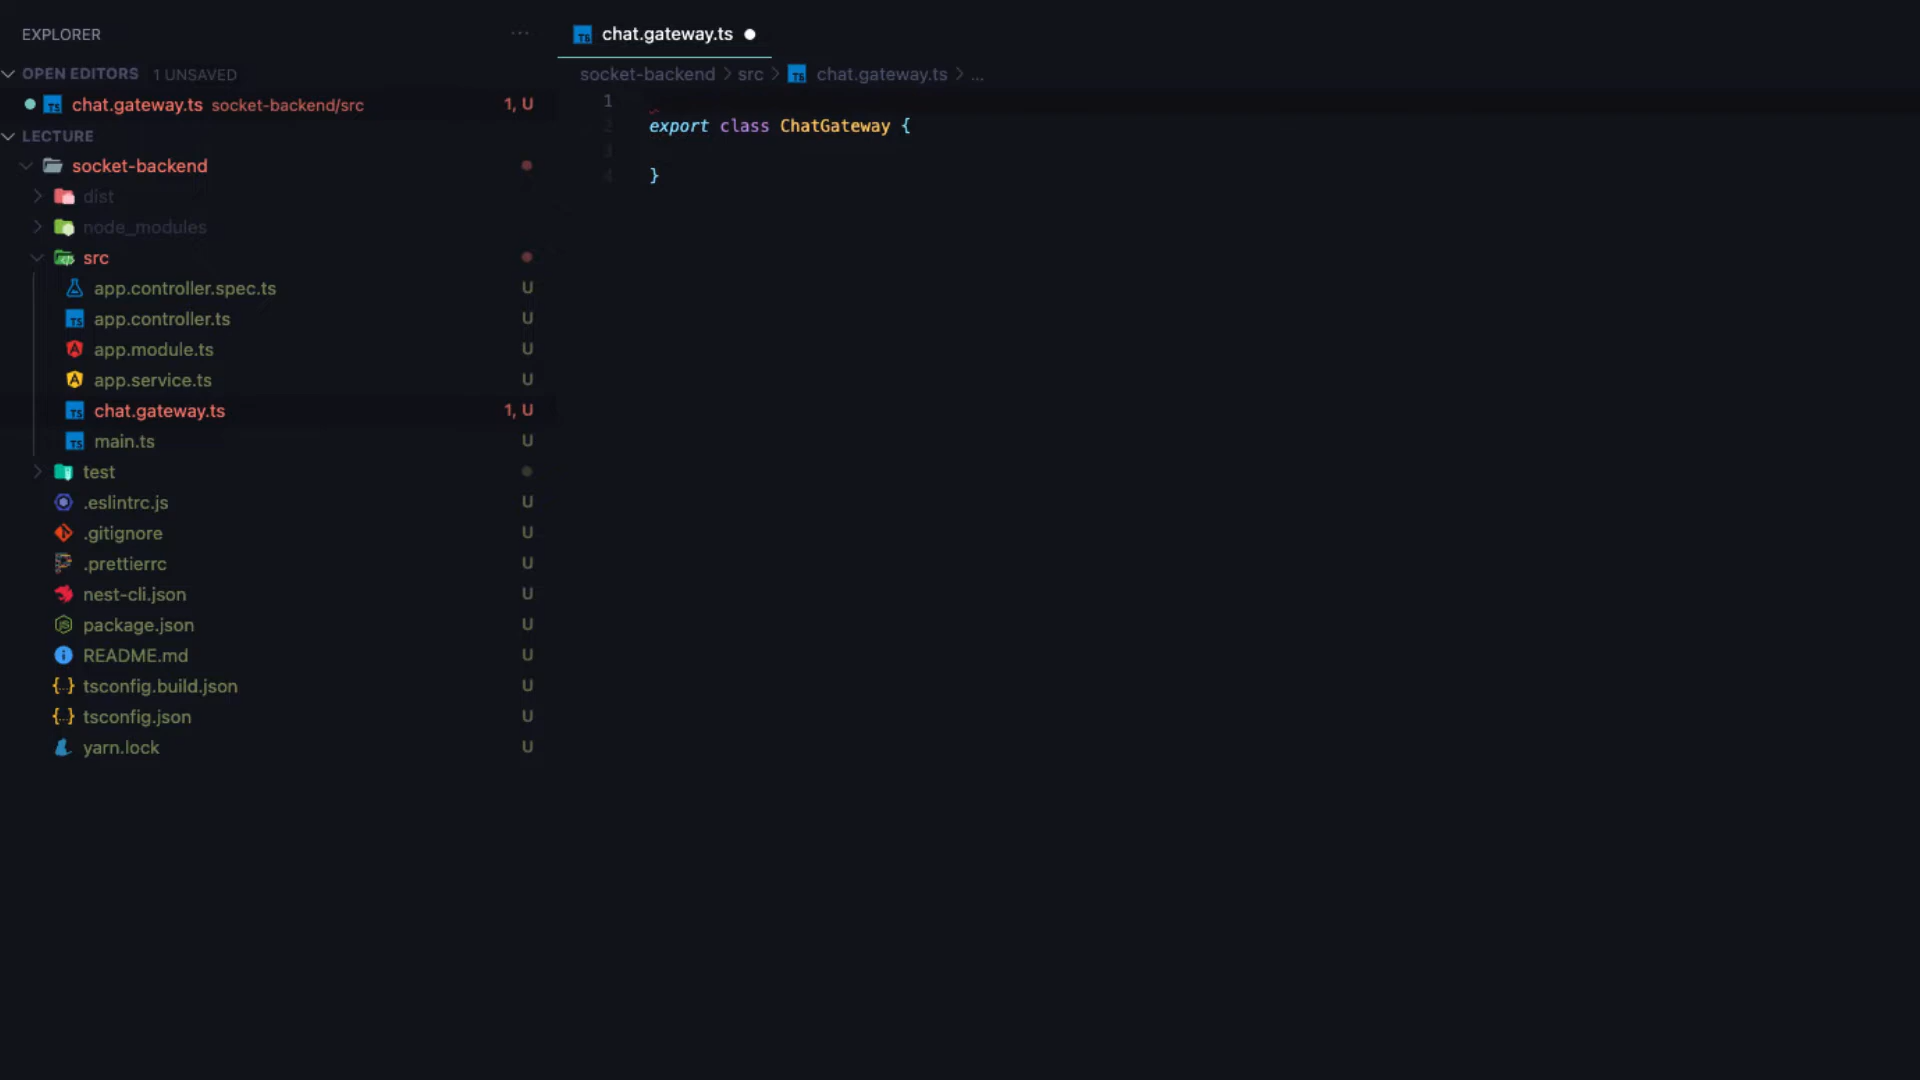 EXPLORER
OPEN EDITORS 1 UNSAVED
chat.gateway.ts socket-backend/src 1, U
LECTURE
socket-backend
dist
node_modules
src
app.controller.spec.ts U
app.controller.ts U
app.module.ts U
app.service.ts U
chat.gateway.ts 1, U
main.ts U
test
.eslintrc.js U
.gitignore U
.prettierrc U
nest-cli.json U
package.json U
README.md U
tsconfig.build.json U
tsconfig.json U
yarn.lock U
chat.gateway.ts
socket-backend > src > chat.gateway.ts > ...
1
2 export class ChatGateway {
3
4 }